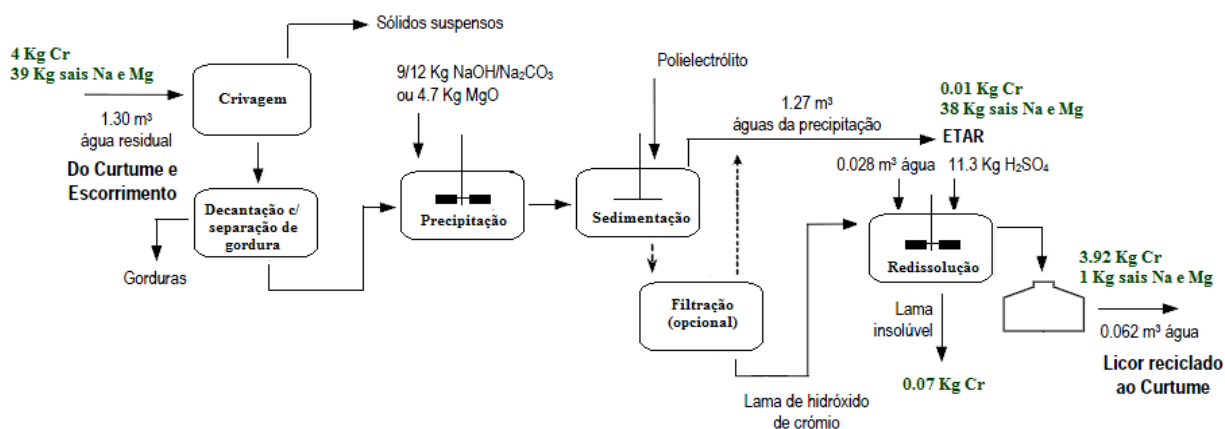 Sólidos suspensos
4 Kg Cr
39 Kg sais Na e Mg
Crivagem
1.30 m³
água residual
Do Curtume e
Escorrimento
Decantação c/
separação de
gordura
Gorduras
9/12 Kg NaOH/Na₂CO₃
ou 4.7 Kg MgO
Precipitação
Polielectrólito
Sedimentação
1.27 m³
águas da precipitação
0.01 Kg Cr
38 Kg sais Na e Mg
ETAR
0.028 m³ água
11.3 Kg H₂SO₄
Filtração
(opcional)
Redissolução
Lama
insolúvel
0.07 Kg Cr
Lama de hidróxido
de crómio
3.92 Kg Cr
1 Kg sais Na e Mg
0.062 m³ água
Licor reciclado
ao Curtume